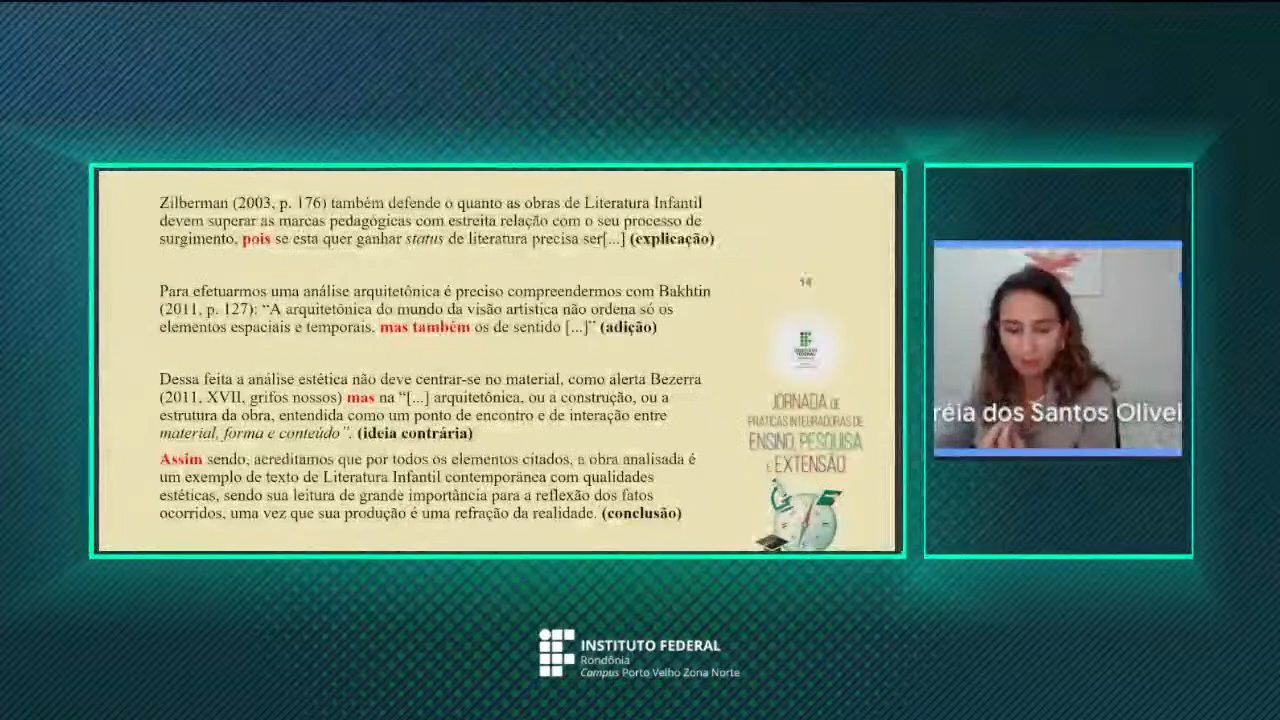 Zilberman (2003, p. 176) também defende o quanto as obras de Literatura Infantil
devem superar as marcas pedagógicas com estreita relação com o seu processo de
surgimento, pois se esta quer ganhar status de literatura precisa ser[...] (explicação)
Para efetuarmos uma análise arquitetônica é preciso compreendermos com Bakhtin
(2011, p. 127): “A arquitetônica do mundo da visão artística não ordena só os
elementos espaciais e temporais, mas também os de sentido [...]” (adição)
Dessa feita a análise estética não deve centrar-se no material, como alerta Bezerra
(2011, XVII, grifos nossos) mas na “[...] arquitetônica, ou a construção, ou a
estrutura da obra, entendida como um ponto de encontro e de interação entre
material, forma e conteúdo”. (ideia contrária)
Assim sendo, acreditamos que por todos os elementos citados, a obra analisada é
um exemplo de texto de Literatura Infantil contemporânea com qualidades
estéticas, sendo sua leitura de grande importância para a reflexão dos fatos
ocorridos, uma vez que sua produção é uma refração da realidade. (conclusão)
14
INSTITUTO
FEDERAL
JORNADA DE
PRÁTICAS INTEGRADORAS DE
ENSINO, PESQUISA
E EXTENSÃO
réia dos Santos Olivei
INSTITUTO FEDERAL
Rondônia
Campus Porto Velho Zona Norte